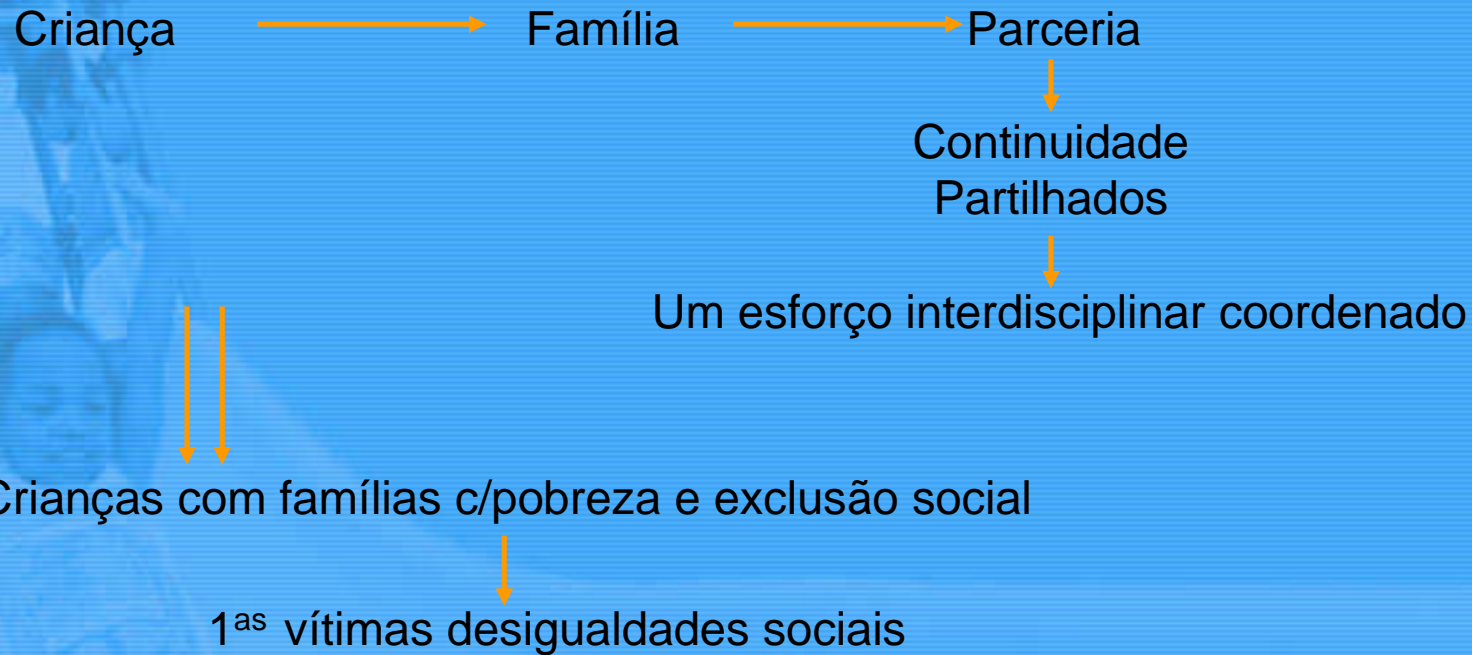 Criança Família Parceria
Continuidade
Partilhados
Um esforço interdisciplinar coordenado
Crianças com famílias c/pobreza e exclusão social
1as vítimas desigualdades sociais